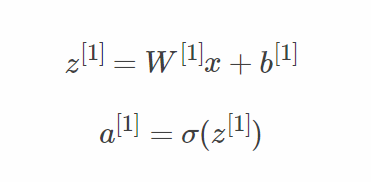 z^{[1]} = W^{[1]}x + b^{[1]}
a^{[1]} = σ(z^{[1]})